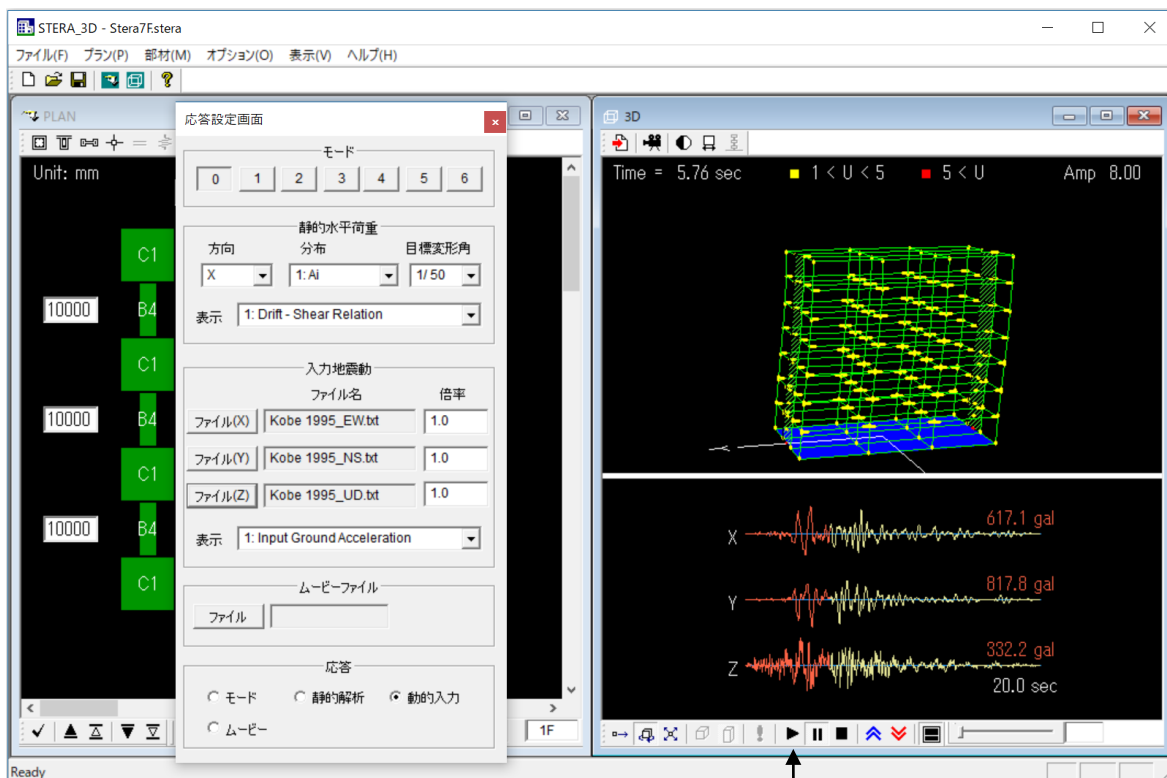 STERA_3D - Stera7F.stera
ファイル(F) プラン(P) 部材(M) オプション(O) 表示(V) ヘルプ(H)
PLAN
Unit: mm
C1
10000 B4
C1
10000 B4
C1
10000 B4
C1
1F
応答設定画面
モード
0 1 2 3 4 5 6
静的水平荷重
方向 分布 目標変形角
X 1: Ai 1/ 50
表示 1: Drift - Shear Relation
入力地震動
ファイル名 倍率
ファイル(X) Kobe 1995_EW.txt 1.0
ファイル(Y) Kobe 1995_NS.txt 1.0
ファイル(Z) Kobe 1995_UD.txt 1.0
表示 1: Input Ground Acceleration
ムービーファイル
ファイル
応答
モード 静的解析 動的入力
ムービー
3D
Time = 5.76 sec 1 < U < 5 5 < U Amp 8.00
X 617.1 gal
Y 817.8 gal
Z 332.2 gal
20.0 sec
Ready